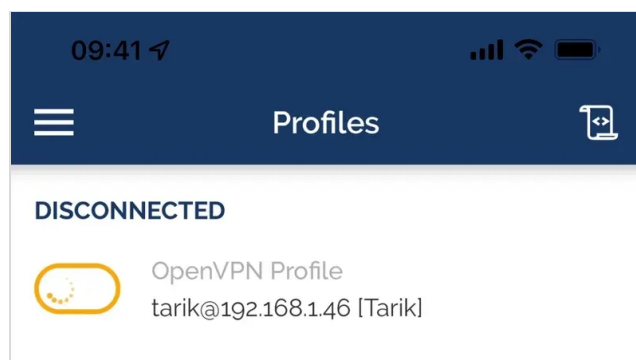 09:41
Profiles
DISCONNECTED
OpenVPN Profile
tarik@192.168.1.46 [Tarik]